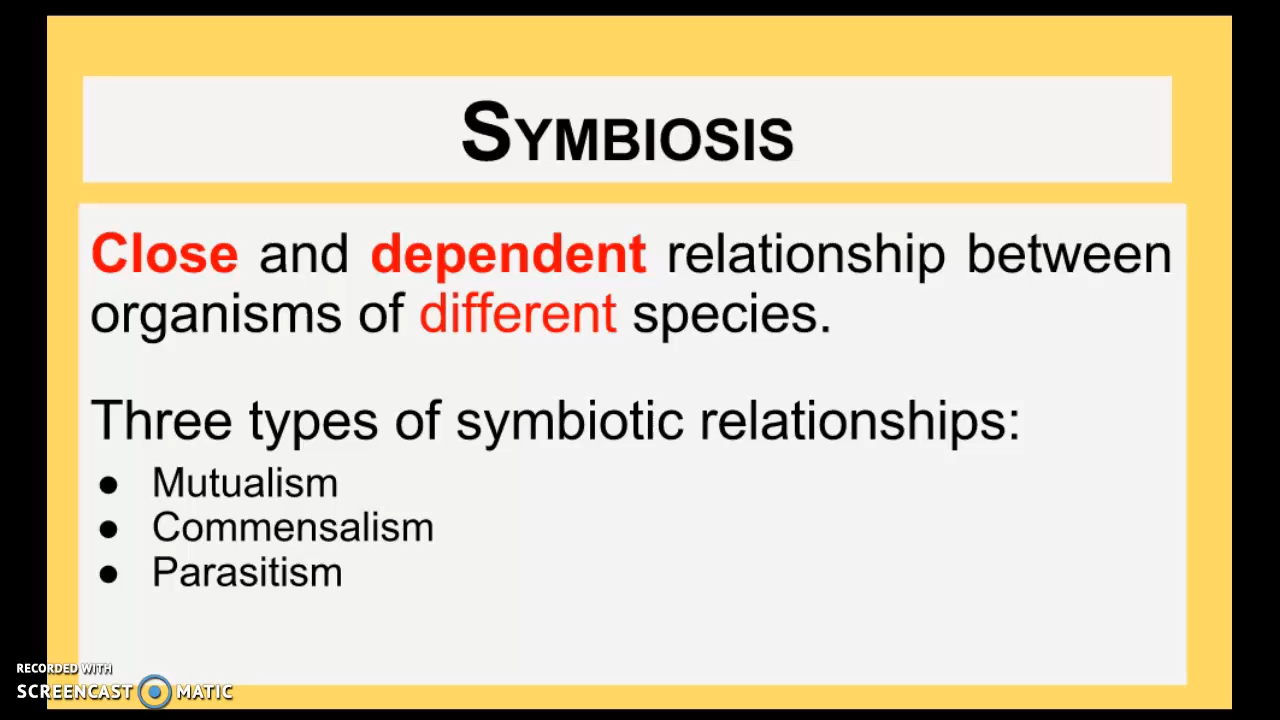 SYMBIOSIS
Close and dependent relationship between
organisms of different species.
Three types of symbiotic relationships:
● Mutualism
● Commensalism
● Parasitism
RECORDED WITH
SCREENCAST MATIC